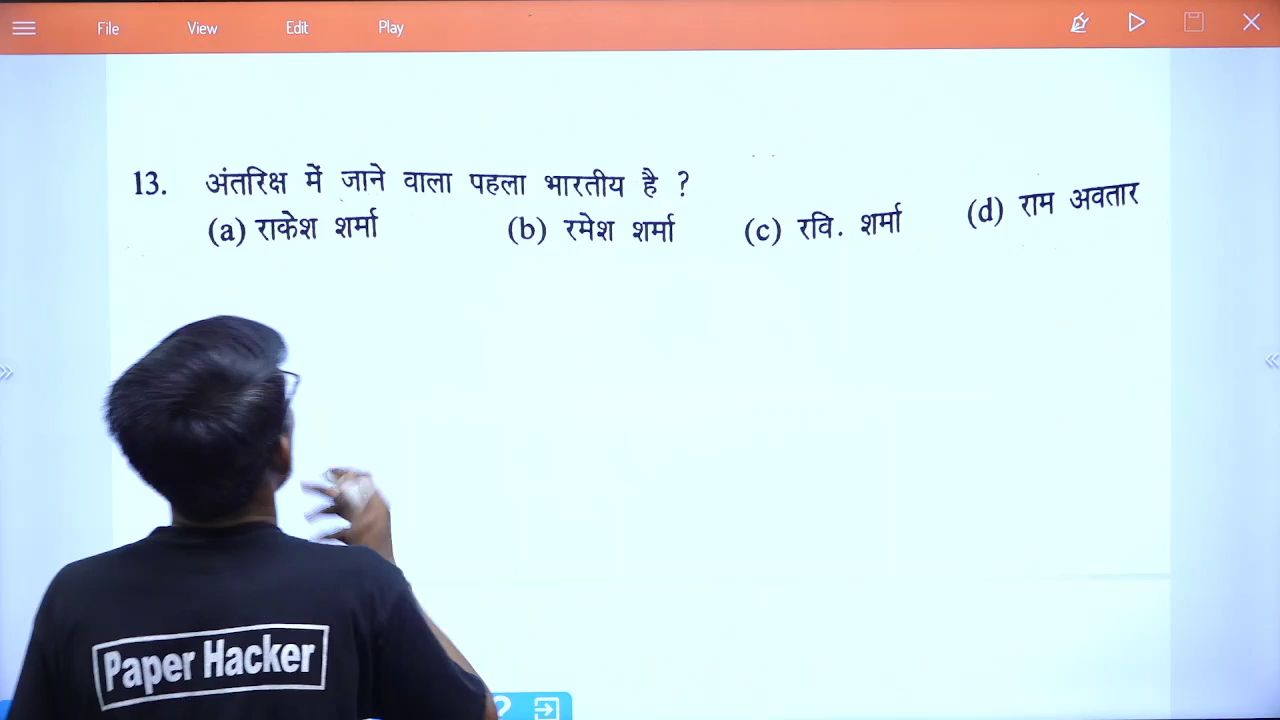 File View Edit Play
13. अंतरिक्ष में जाने वाला पहला भारतीय है ?
(a) राकेश शर्मा (b) रमेश शर्मा (c) रवि. शर्मा (d) राम अवतार
Paper Hacker